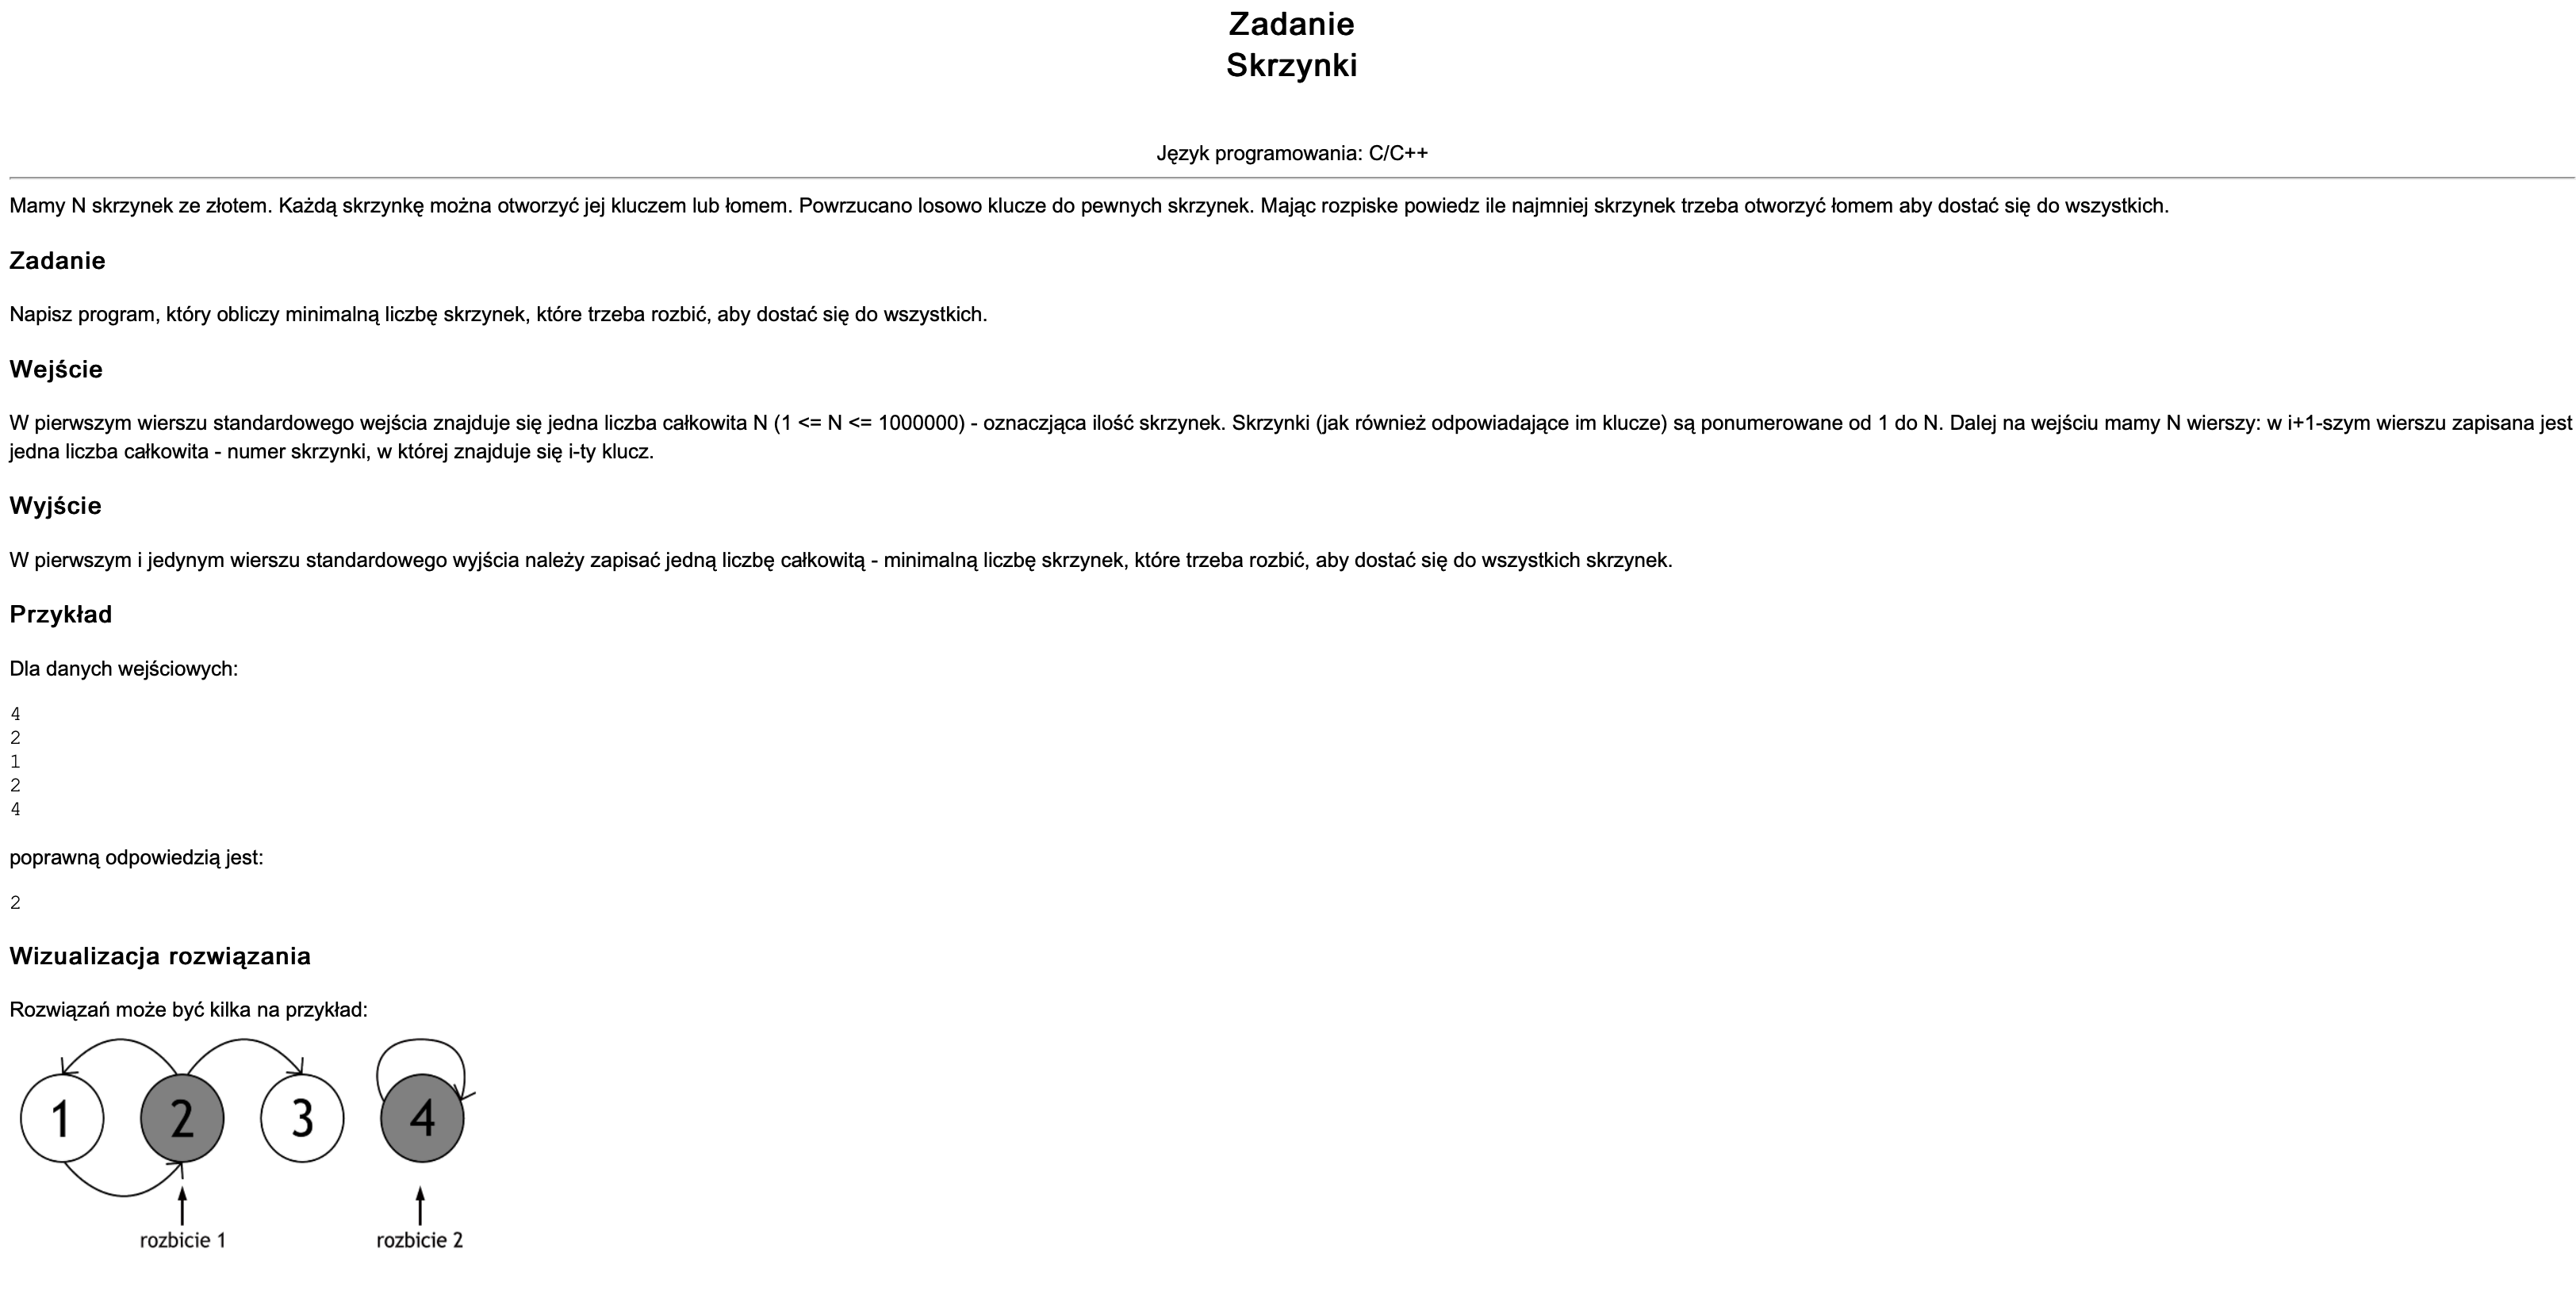 Zadanie
Skrzynki
Język programowania: C/C++
Mamy N skrzynek ze złotem. Każdą skrzynkę można otworzyć jej kluczem lub łomem. Powrzucano losowo klucze do pewnych skrzynek. Mając rozpiske powiedz ile najmniej skrzynek trzeba otworzyć łomem aby dostać się do wszystkich.
Zadanie
Napisz program, który obliczy minimalną liczbę skrzynek, które trzeba rozbić, aby dostać się do wszystkich.
Wejście
W pierwszym wierszu standardowego wejścia znajduje się jedna liczba całkowita N (1 <= N <= 1000000) - oznaczjąca ilość skrzynek. Skrzynki (jak również odpowiadające im klucze) są ponumerowane od 1 do N. Dalej na wejściu mamy N wierszy: w i+1-szym wierszu zapisana jest
jedna liczba całkowita - numer skrzynki, w której znajduje się i-ty klucz.
Wyjście
W pierwszym i jedynym wierszu standardowego wyjścia należy zapisać jedną liczbę całkowitą - minimalną liczbę skrzynek, które trzeba rozbić, aby dostać się do wszystkich skrzynek.
Przykład
Dla danych wejściowych:
4
2
1
2
4
poprawną odpowiedzią jest:
2
Wizualizacja rozwiązania
Rozwiązań może być kilka na przykład:
1 2 3 4
rozbicie 1 rozbicie 2